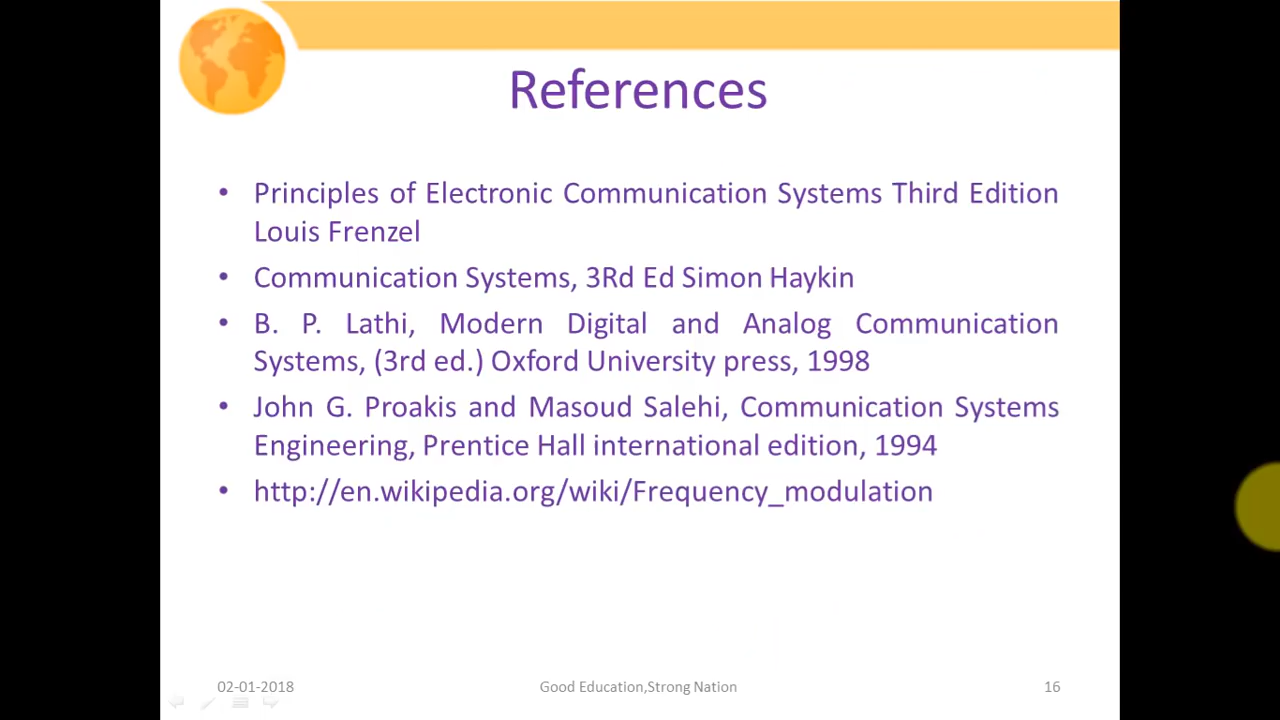 References
• Principles of Electronic Communication Systems Third Edition
Louis Frenzel
• Communication Systems, 3Rd Ed Simon Haykin
• B. P. Lathi, Modern Digital and Analog Communication
Systems, (3rd ed.) Oxford University press, 1998
• John G. Proakis and Masoud Salehi, Communication Systems
Engineering, Prentice Hall international edition, 1994
• http://en.wikipedia.org/wiki/Frequency_modulation
02-01-2018
Good Education,Strong Nation
16